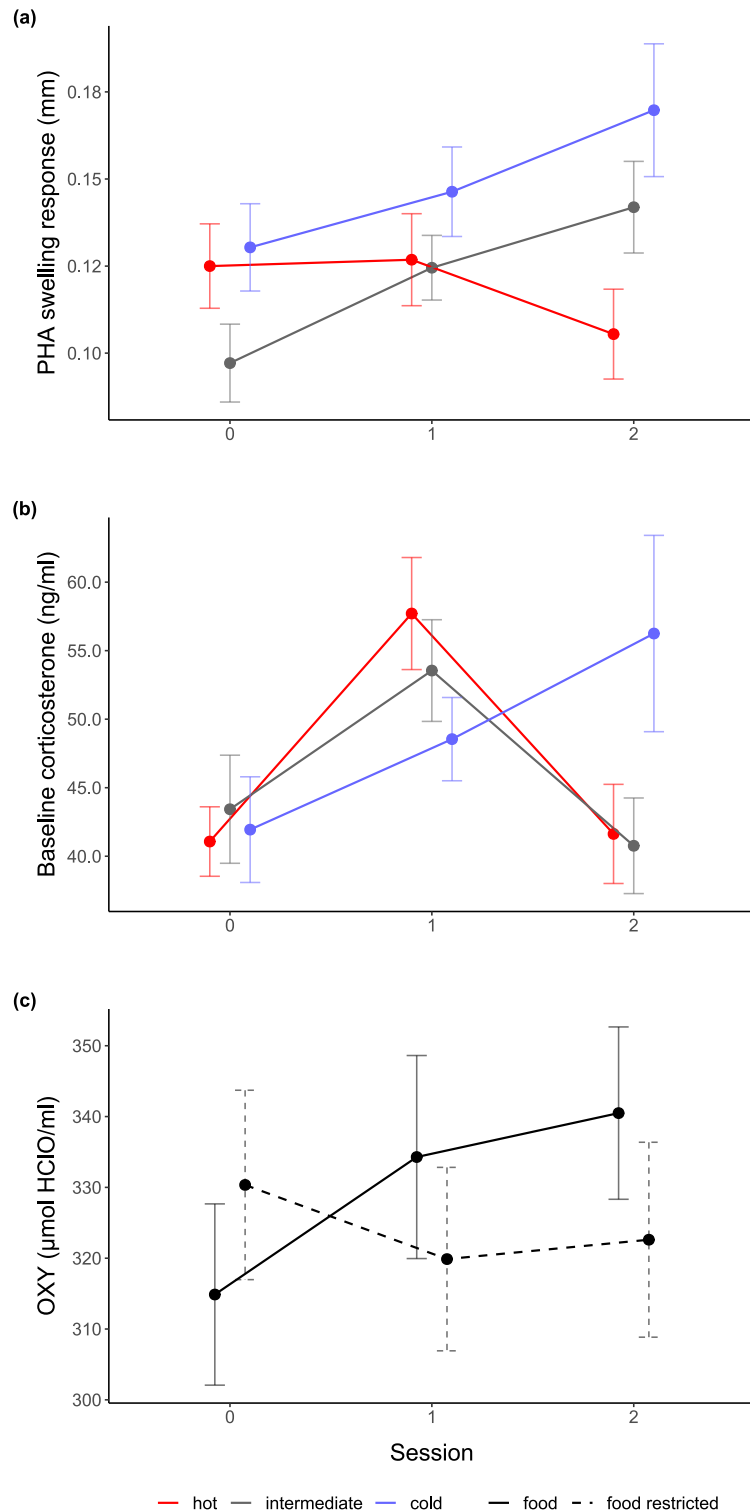 (a)
PHA swelling response (mm)
0.18
0.15
0.12
0.10
0 1 2
(b)
Baseline corticosterone (ng/ml)
60.0
55.0
50.0
45.0
40.0
0 1 2
(c)
OXY (µmol HClO/ml)
350
340
330
320
310
300
0 1 2
Session
hot intermediate cold food food restricted